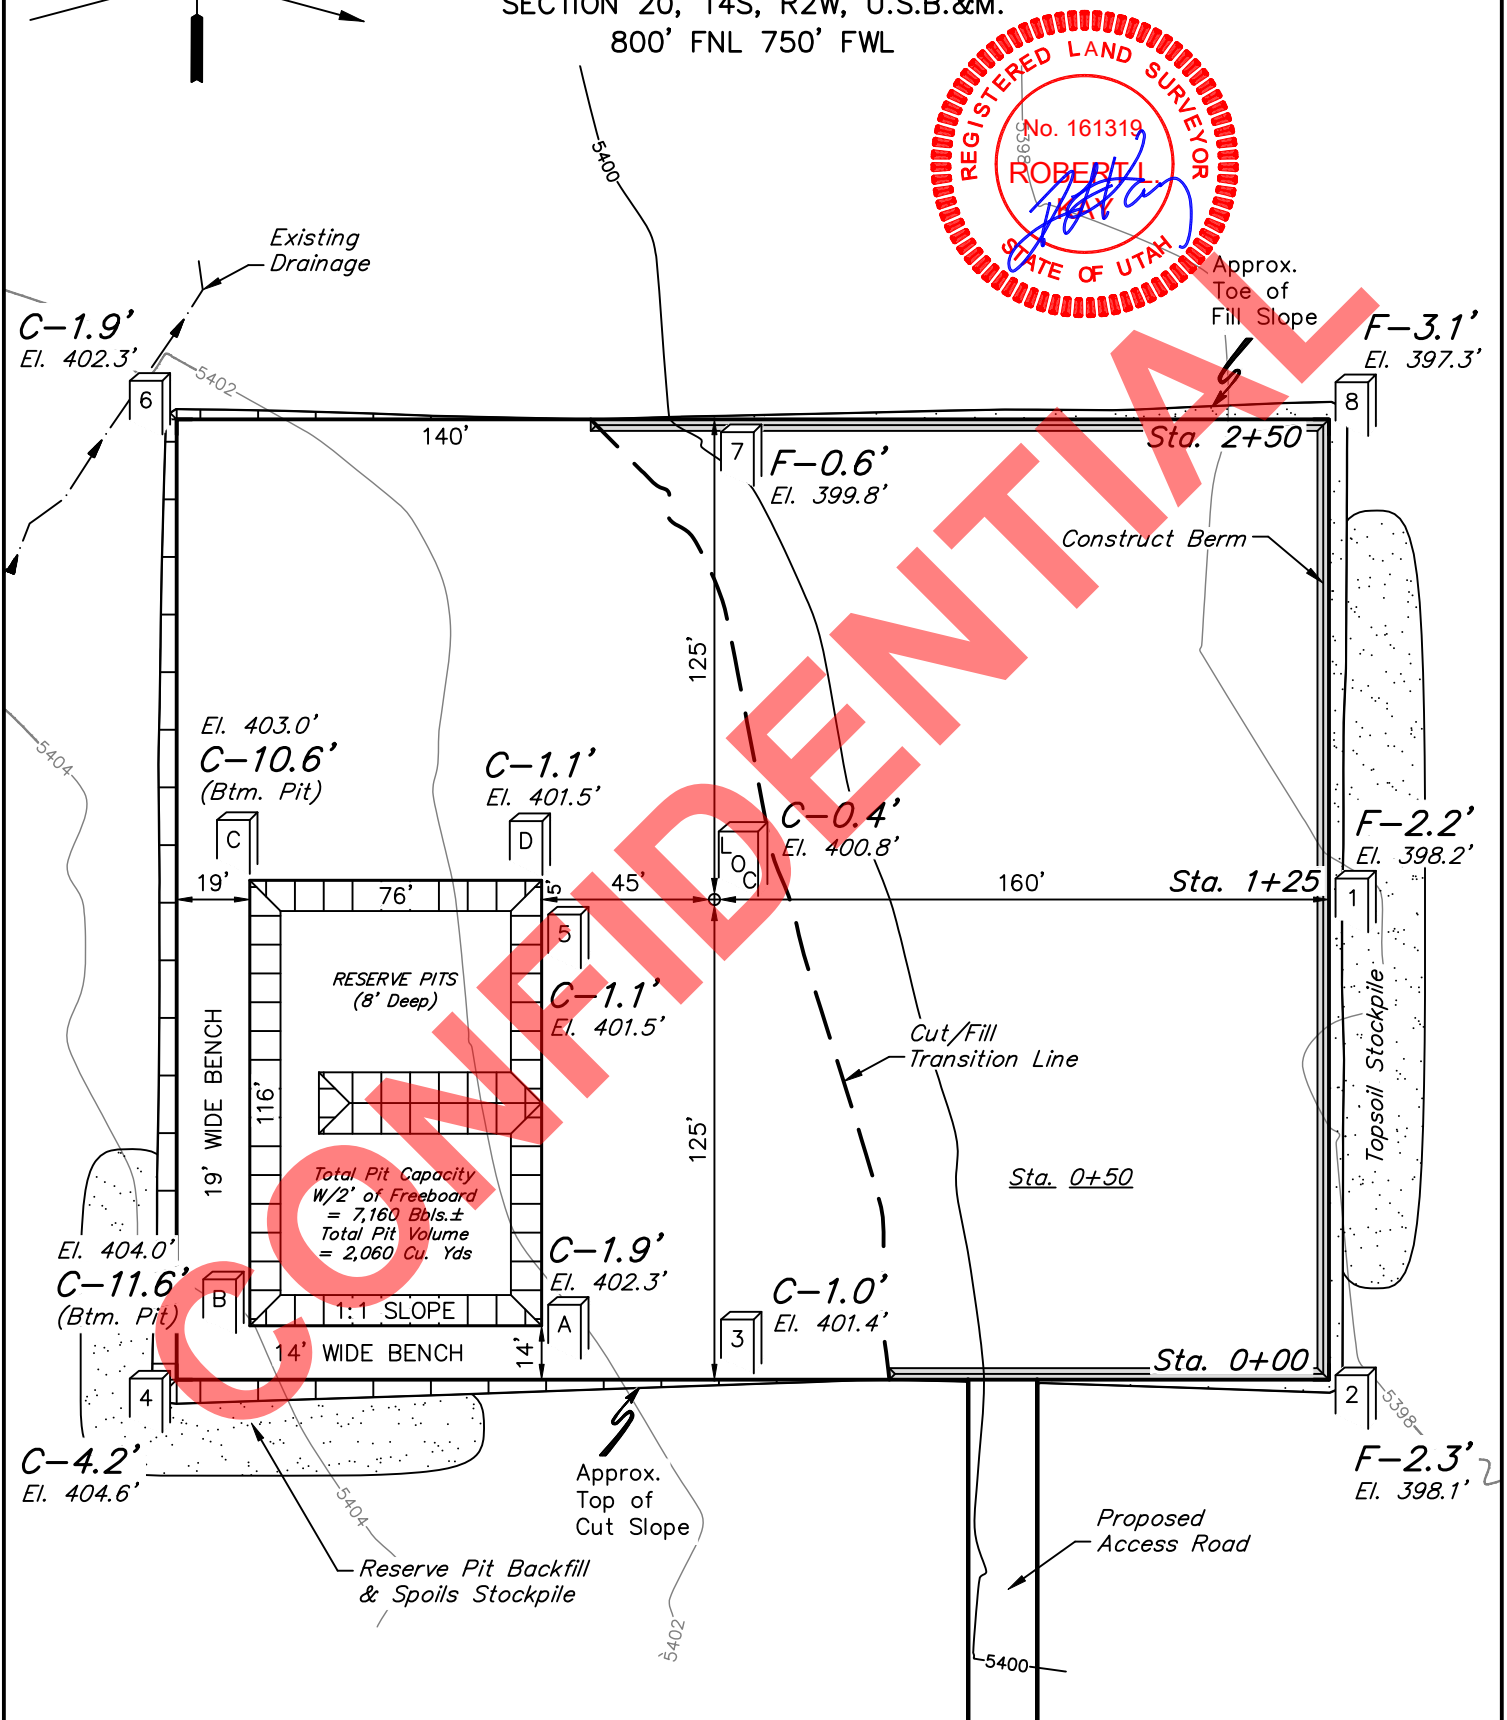 SECTION 20, T4S, R2W, U.S.B.&M.
800' FNL 750' FWL
REGISTERED LAND SURVEYOR
No. 161319
ROBERT L.
KAY
STATE OF UTAH
5398
5400
Existing
Drainage
Approx.
Toe of
Fill Slope
C-1.9'
El. 402.3'
6
5402
F-3.1'
El. 397.3'
8
140'
7
F-0.6'
El. 399.8'
Sta. 2+50
Construct Berm
125'
El. 403.0'
C-10.6'
(Btm. Pit)
5404
C-1.1'
El. 401.5'
C
D
LOC
C-0.4'
El. 400.8'
F-2.2'
El. 398.2'
19'
76'
5'
45'
160'
Sta. 1+25
1
5
RESERVE PITS
(8' Deep)
C-1.1'
El. 401.5'
Cut/Fill
Transition Line
Topsoil Stockpile
19' WIDE BENCH
116'
125'
Total Pit Capacity
W/2' of Freeboard
= 7,160 Bbls.±
Total Pit Volume
= 2,060 Cu. Yds
Sta. 0+50
El. 404.0'
C-11.6'
(Btm. Pit)
B
C-1.9'
El. 402.3'
A
1:1 SLOPE
C-1.0'
El. 401.4'
3
14' WIDE BENCH
14'
Sta. 0+00
4
2
5398
C-4.2'
El. 404.6'
F-2.3'
El. 398.1'
5404
Approx.
Top of
Cut Slope
Reserve Pit Backfill
& Spoils Stockpile
Proposed
Access Road
5402
5400
CONFIDENTIAL